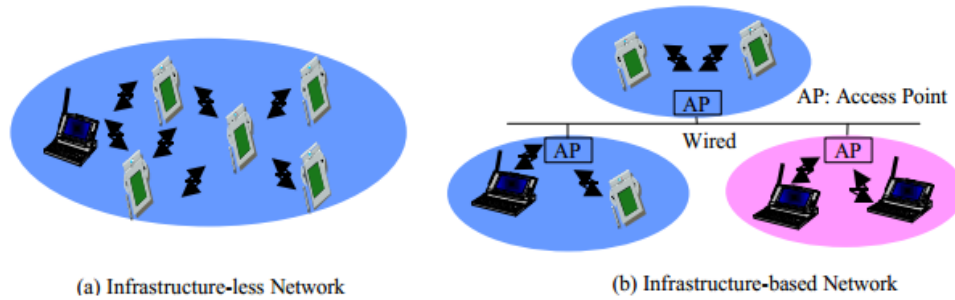 AP
AP: Access Point
Wired
AP
AP
(a) Infrastructure-less Network
(b) Infrastructure-based Network